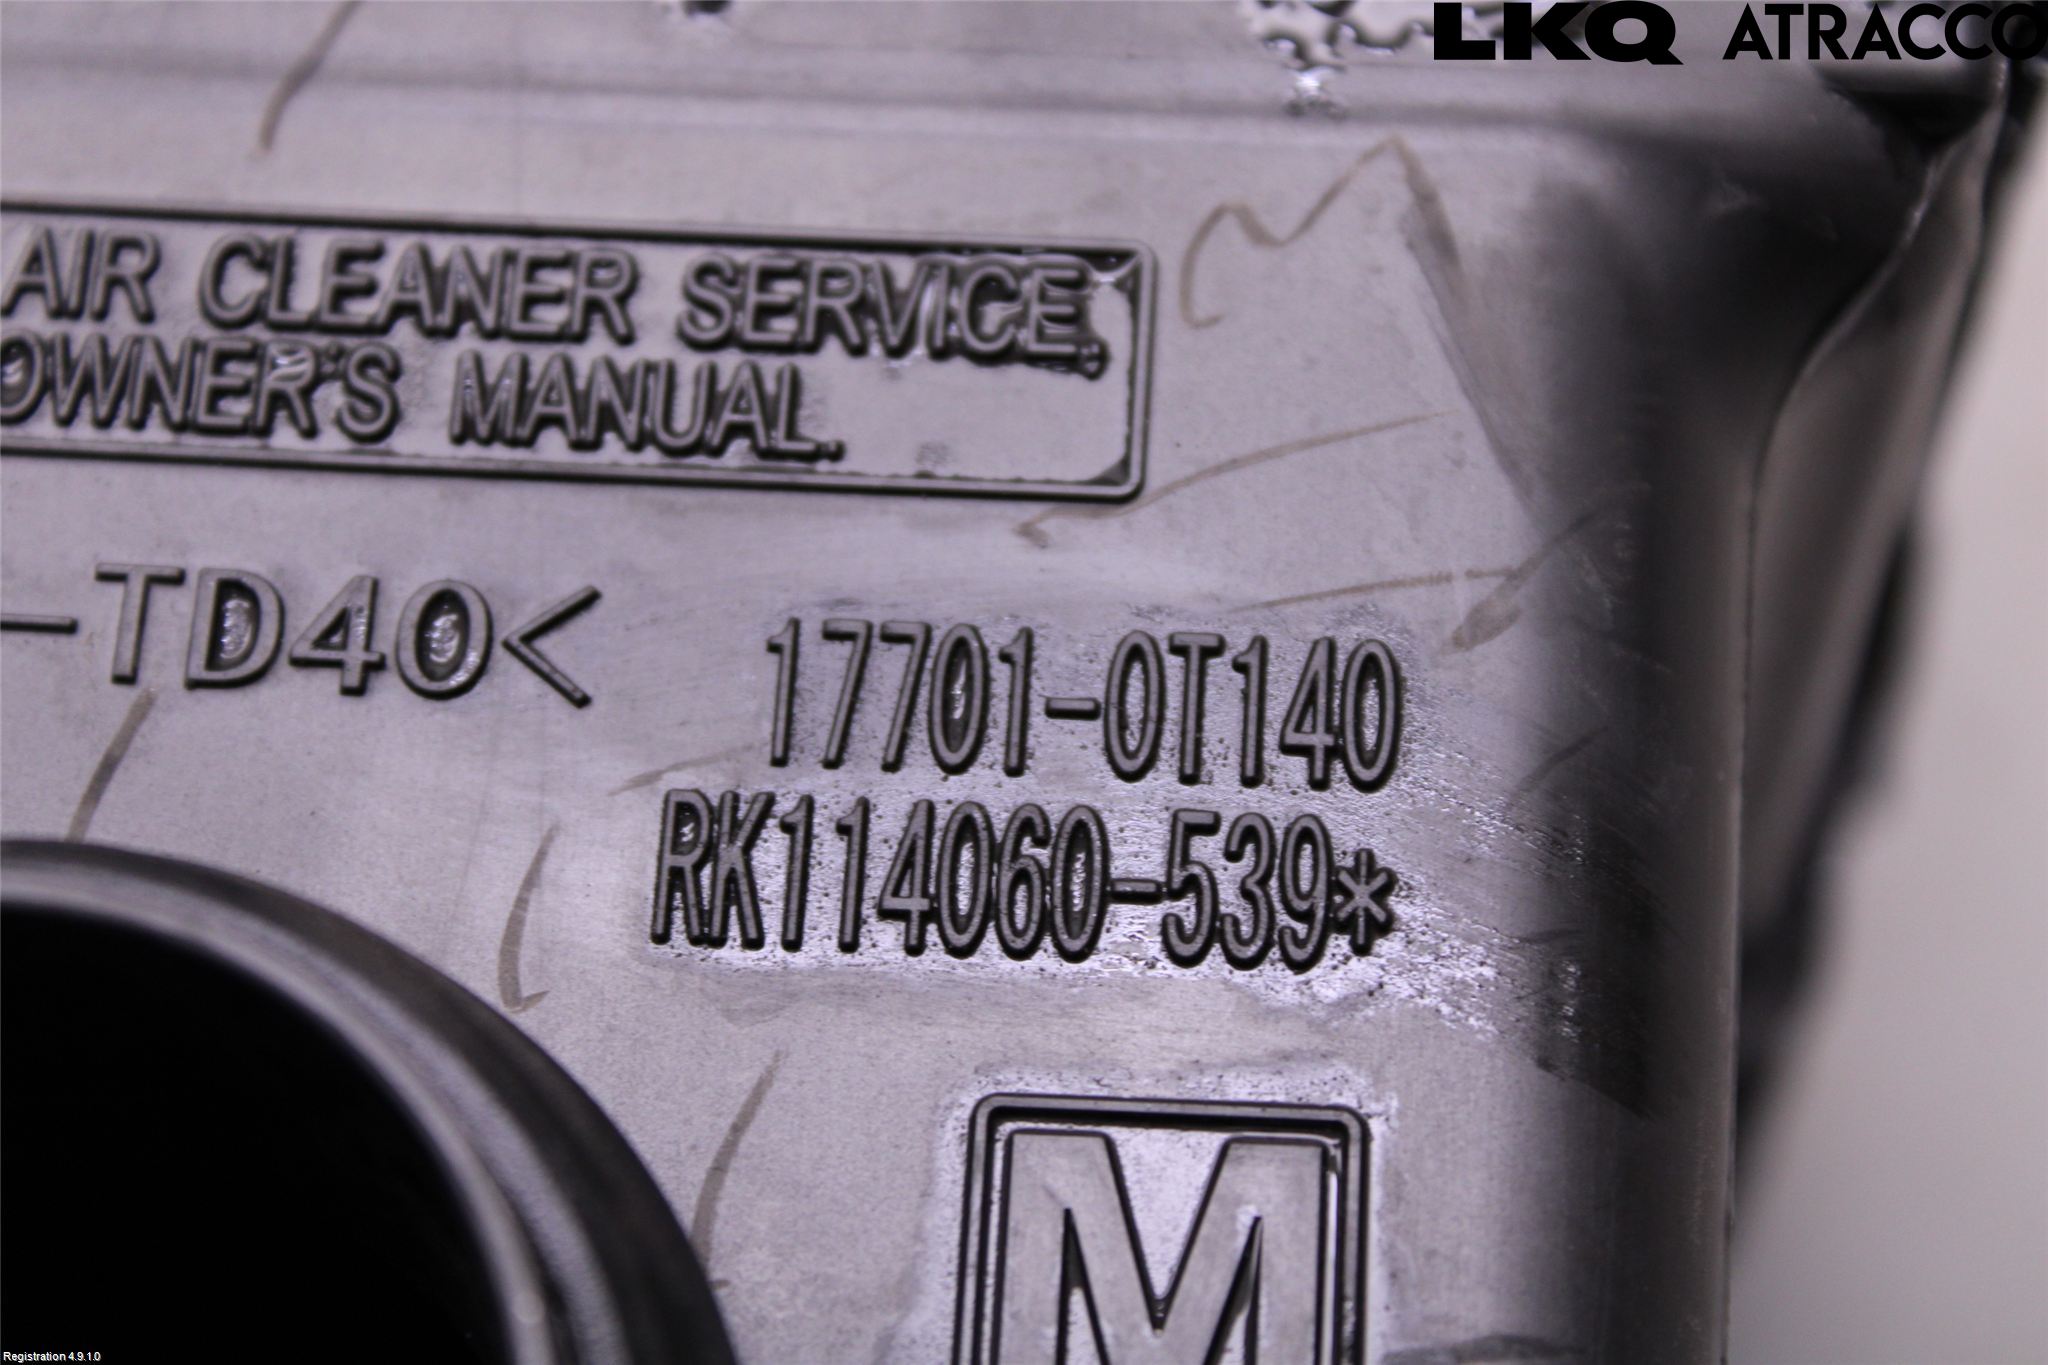 LKQ ATRACCO
AIR CLEANER SERVICE,
OWNER'S MANUAL.
-TD40<
17701-0T140
RK114060-539*
M
Registration 4.9.1.0